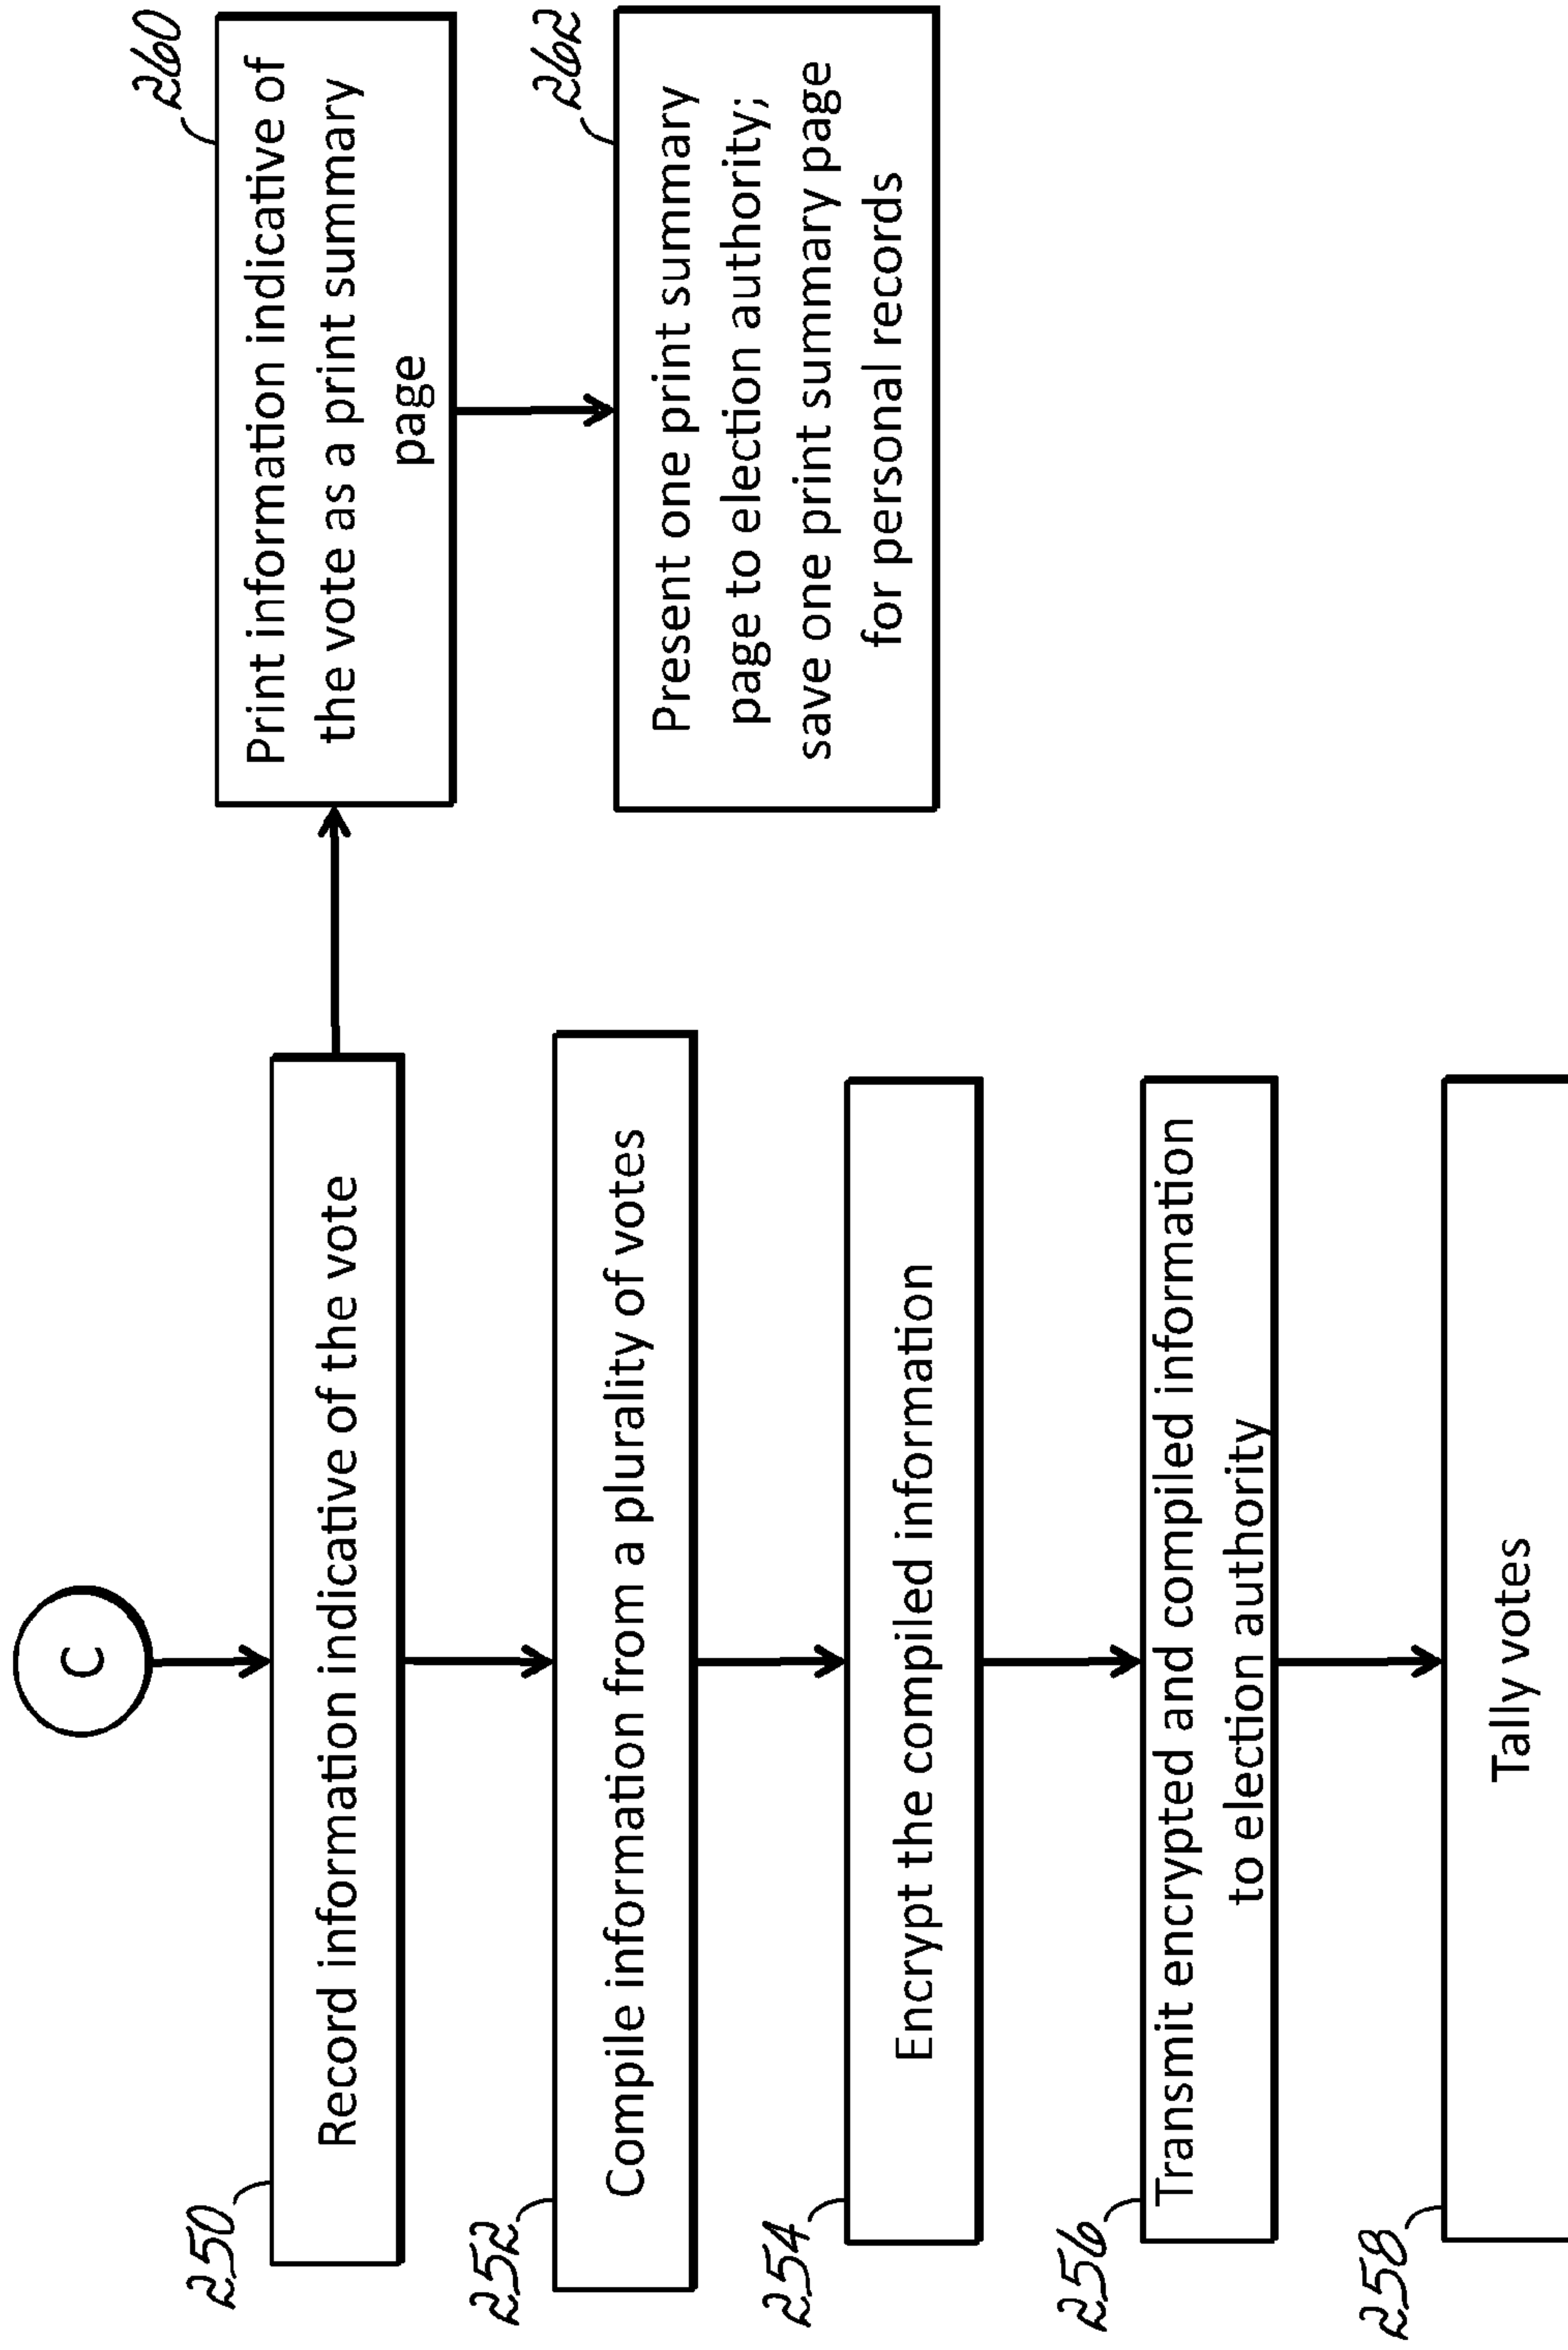 C
250
Record information indicative of the vote
260
Print information indicative of
the vote as a print summary
page
252
Compile information from a plurality of votes
262
Present one print summary
page to election authority;
save one print summary page
for personal records
254
Encrypt the compiled information
256
Transmit encrypted and compiled information
to election authority
258
Tally votes